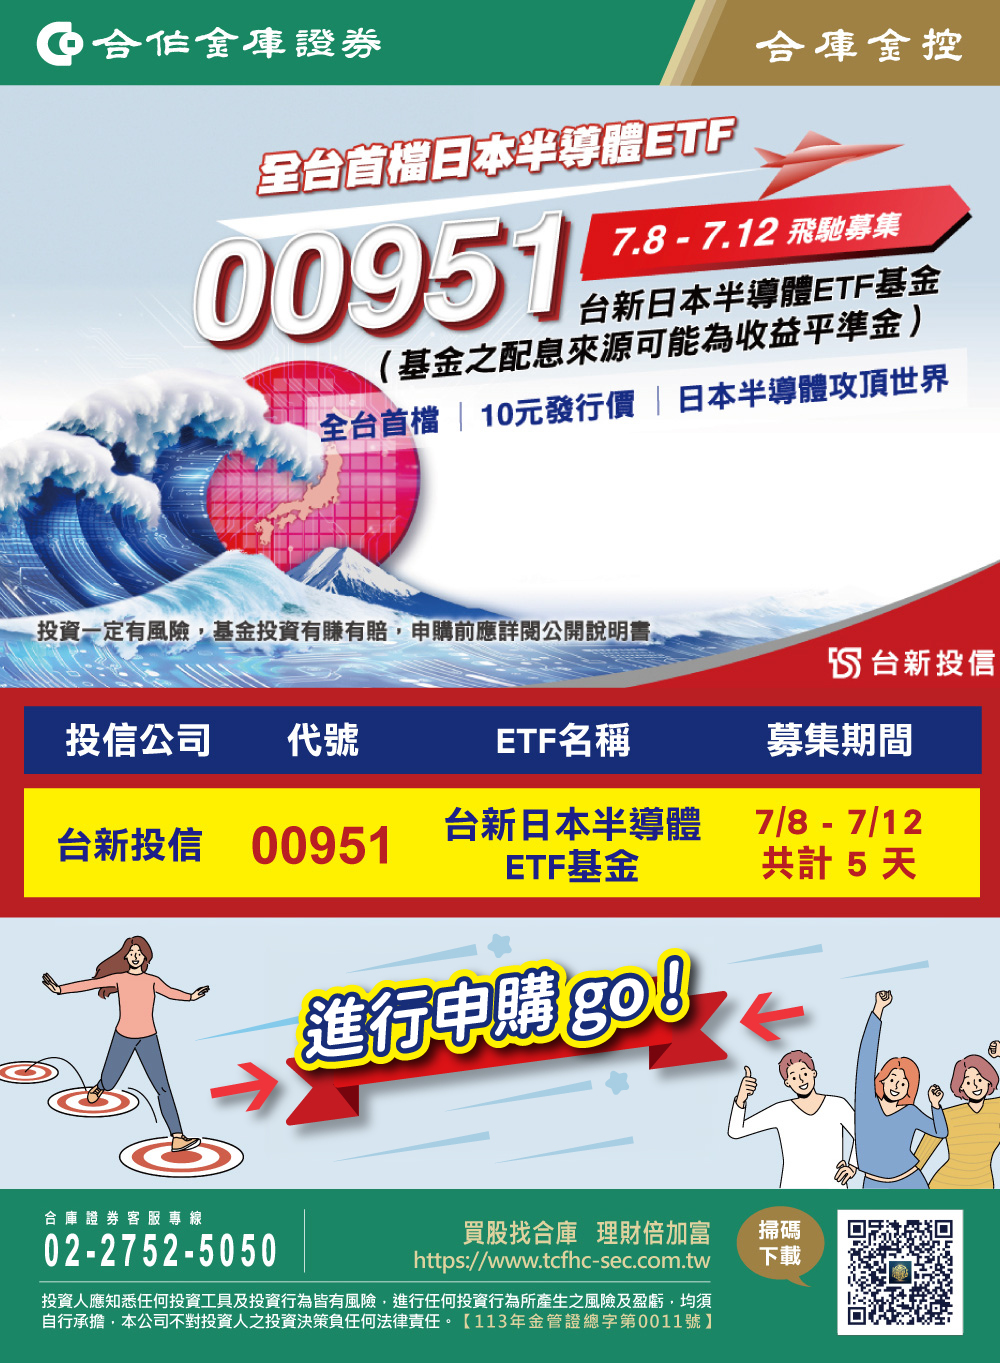 合作金庫證券
合庫金控
全台首檔日本半導體ETF
00951
7.8 - 7.12 飛馳募集
台新日本半導體ETF基金
(基金之配息來源可能為收益平準金)
全台首檔｜10元發行價｜日本半導體攻頂世界
投資一定有風險，基金投資有賺有賠，申購前應詳閱公開說明書
台新投信
投信公司 代號 ETF名稱 募集期間
台新投信 00951 台新日本半導體 ETF基金 7/8 - 7/12 共計 5 天
進行申購go!
合庫證券客服專線
02-2752-5050
買股找合庫 理財倍加富
https://www.tcfhc-sec.com.tw
掃碼
下載
投資人應知悉任何投資工具及投資行為皆有風險，進行任何投資行為所產生之風險及盈虧，均須
自行承擔，本公司不對投資人之投資決策負任何法律責任。【113年金管證總字第0011號】